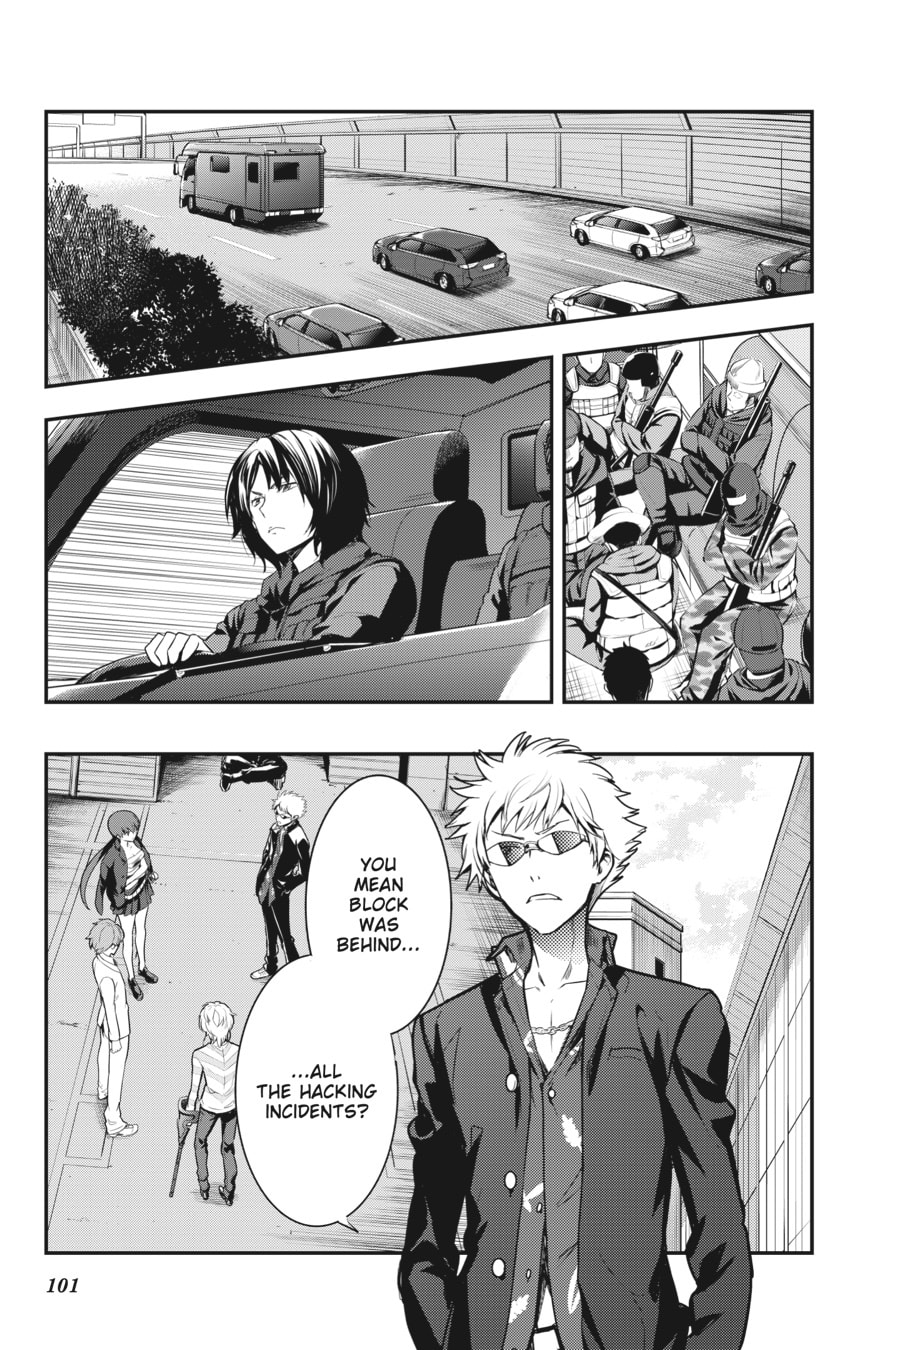 YOU
MEAN
BLOCK
WAS
BEHIND...
...ALL
THE HACKING
INCIDENTS?
101